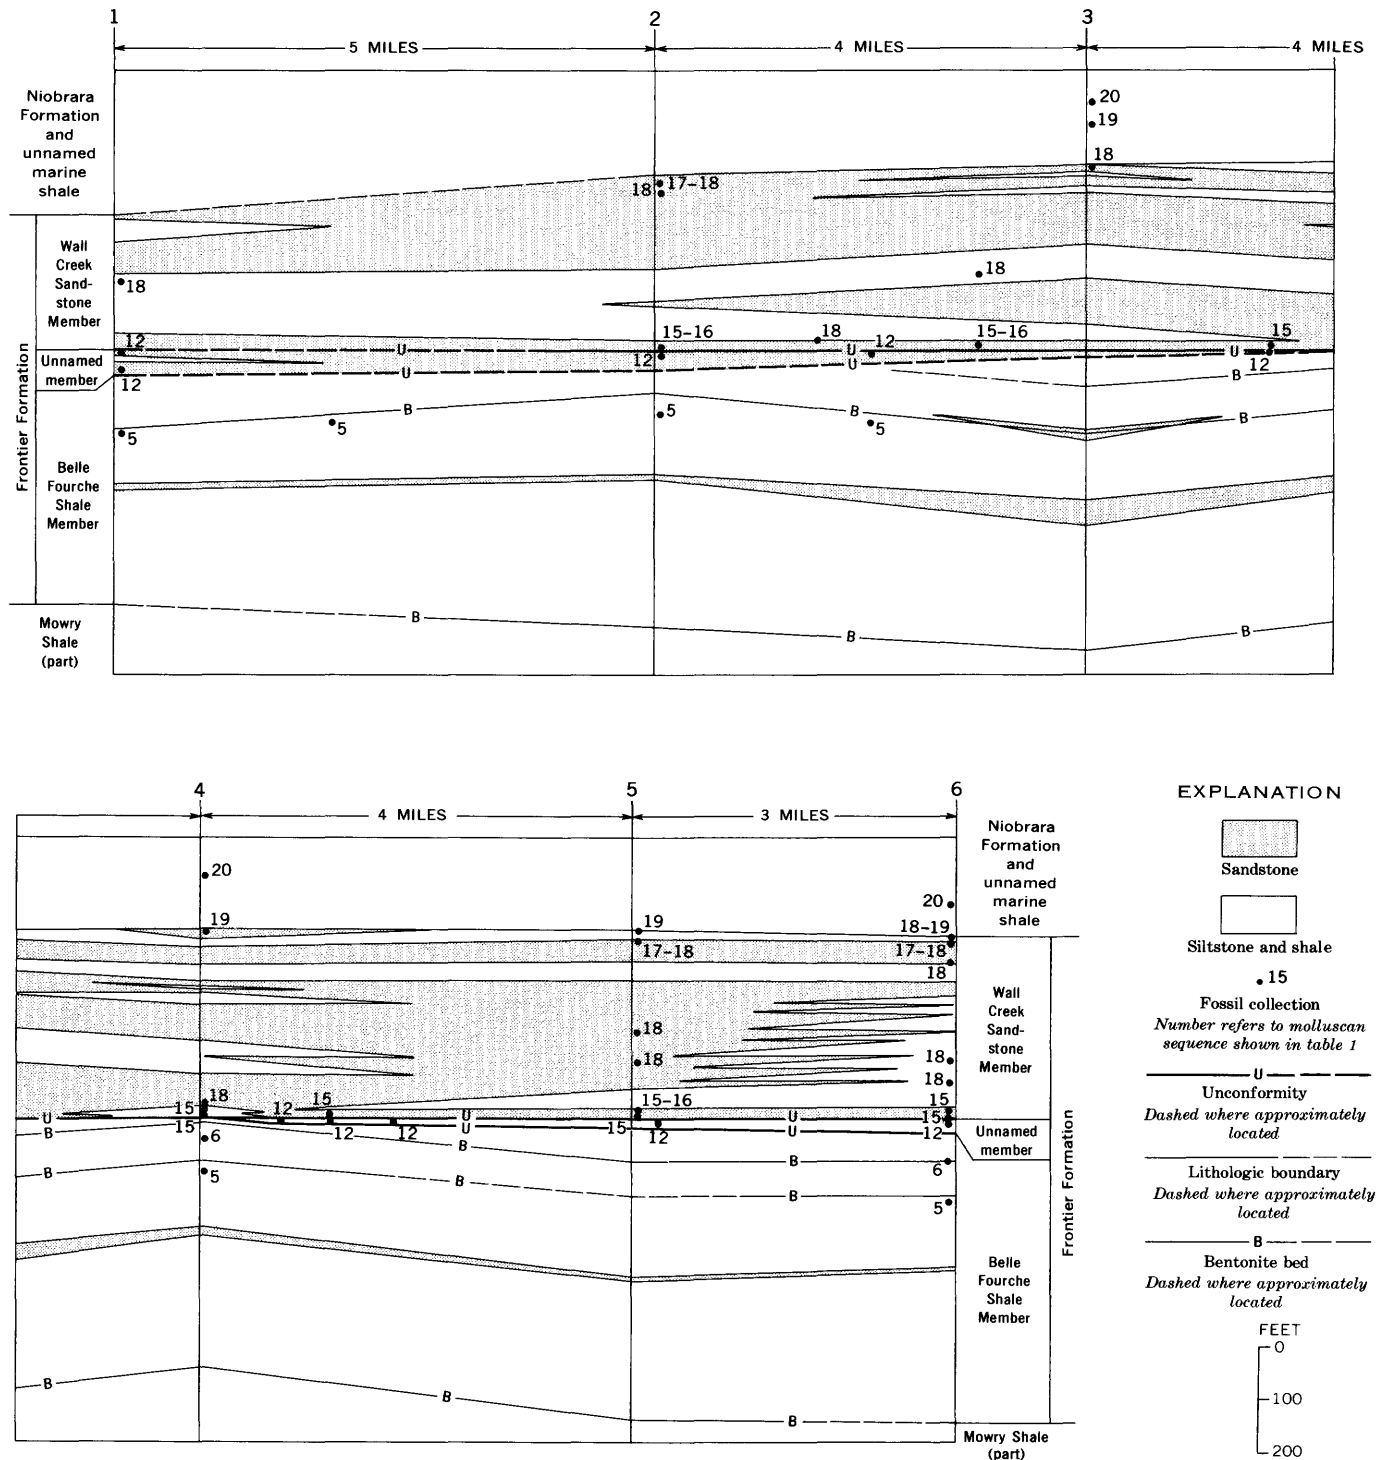 1
2
3
5 MILES
4 MILES
4 MILES
Niobrara
Formation
and
unnamed
marine
shale
20
19
18
17-18
18
Wall
Creek
Sand-
stone
Member
18
18
12
15-16
18
12
15-16
15
U
U
U
Unnamed
member
12
U
U
12
12
B
B
5
5
5
B
5
B
Frontier Formation
Belle
Fourche
Shale
Member
B
B
B
Mowry
Shale
(part)
4
5
6
4 MILES
3 MILES
Niobrara
Formation
and
unnamed
marine
shale
20
20
19
19
18-19
17-18
17-18
18
Wall
Creek
Sand-
stone
Member
18
18
18
18
18
15
12
15
15-16
15
U
U
U
15
15
12
12
U
15
12
U
12
Unnamed
member
B
6
B
B
6
B
5
B
B
5
Frontier Formation
Belle
Fourche
Shale
Member
B
B
B
Mowry Shale
(part)
EXPLANATION
Sandstone
Siltstone and shale
15
Fossil collection
Number refers to molluscan
sequence shown in table 1
U
Unconformity
Dashed where approximately
located
Lithologic boundary
Dashed where approximately
located
B
Bentonite bed
Dashed where approximately
located
FEET
0
100
200